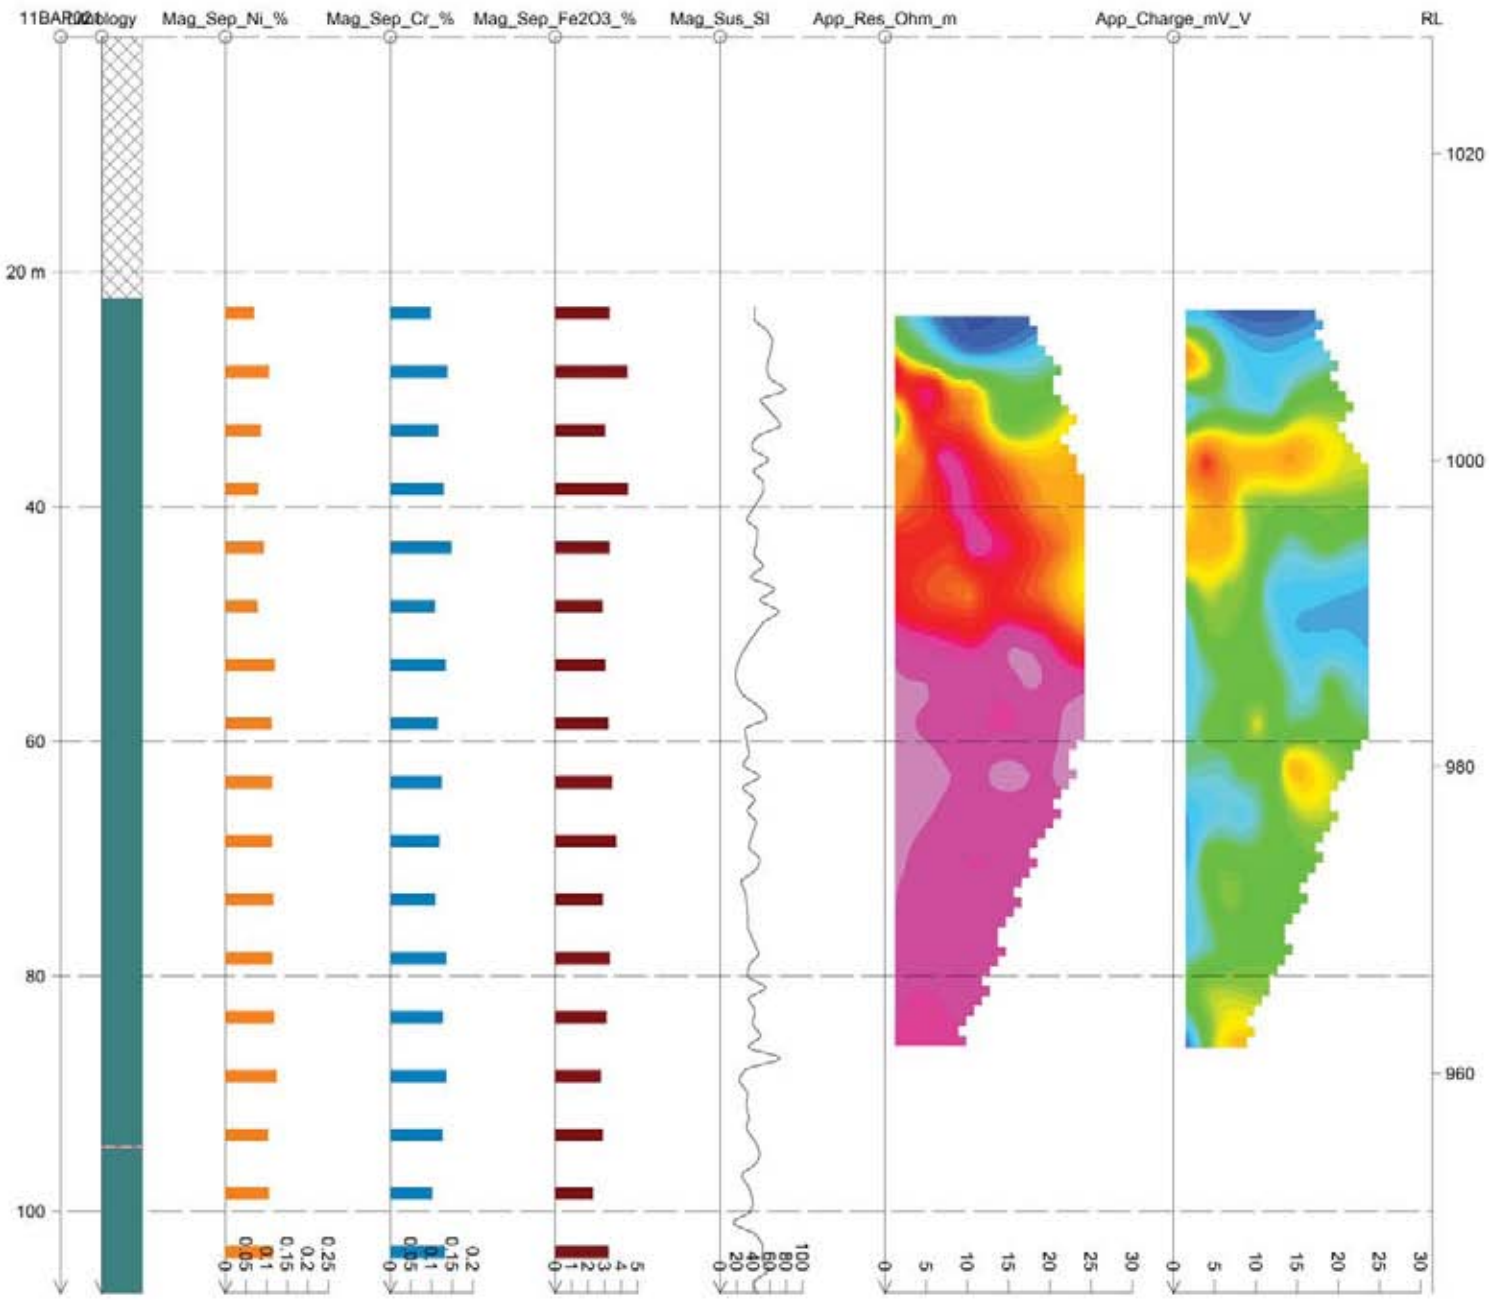 11BAR021 Lithology Mag_Sep_Ni_% Mag_Sep_Cr_% Mag_Sep_Fe2O3_% Mag_Sus_SI App_Res_Ohm_m App_Charge_mV_V RL
1020
20 m
1000
40
60
980
80
960
100
0 0.05 0.1 0.15 0.2 0.25
0 0.05 0.1 0.15 0.2
0 1 2 3 4 5
0 20 40 60 80 100
0 5 10 15 20 25 30
0 5 10 15 20 25 30